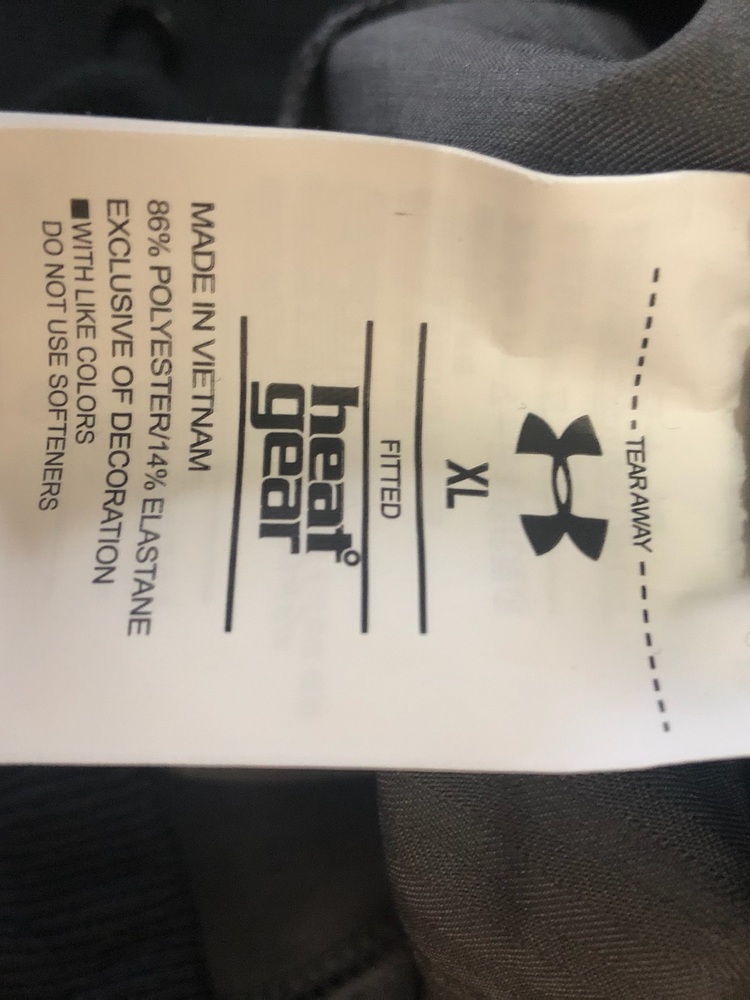 TEAR AWAY
XL
FITTED
heat
gear
MADE IN VIETNAM
86% POLYESTER/14% ELASTANE
EXCLUSIVE OF DECORATION
■WITH LIKE COLORS
DO NOT USE SOFTENERS